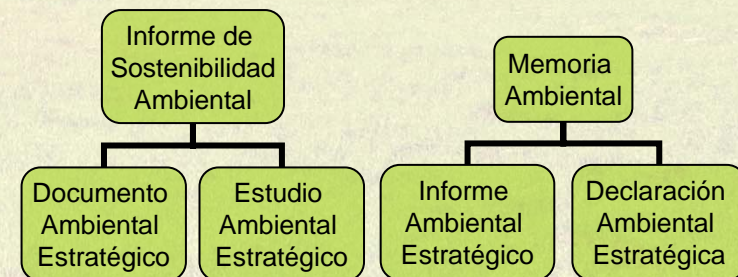 Informe de
Sostenibilidad
Ambiental
Memoria
Ambiental
Documento
Ambiental
Estratégico
Estudio
Ambiental
Estratégico
Informe
Ambiental
Estratégico
Declaración
Ambiental
Estratégica